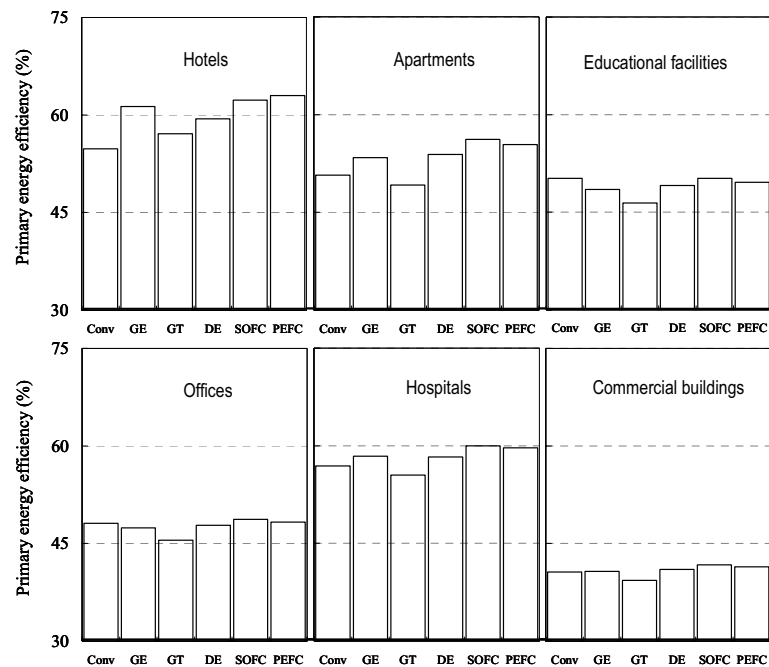 75
Hotels
Apartments
Educational facilities
60
45
30
Primary energy efficiency (%)
Conv GE GT DE SOFC PEFC
Conv GE GT DE SOFC PEFC
Conv GE GT DE SOFC PEFC
75
Offices
Hospitals
Commercial buildings
60
45
30
Primary energy efficiency (%)
Conv GE GT DE SOFC PEFC
Conv GE GT DE SOFC PEFC
Conv GE GT DE SOFC PEFC